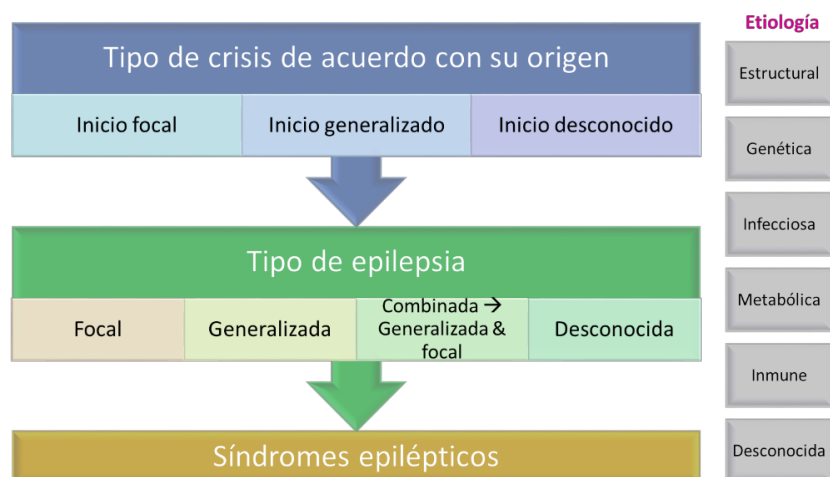 Tipo de crisis de acuerdo con su origen
Inicio focal
Inicio generalizado
Inicio desconocido
Tipo de epilepsia
Focal
Generalizada
Combinada →
Generalizada &
focal
Desconocida
Síndromes epilépticos
Etiología
Estructural
Genética
Infecciosa
Metabólica
Inmune
Desconocida